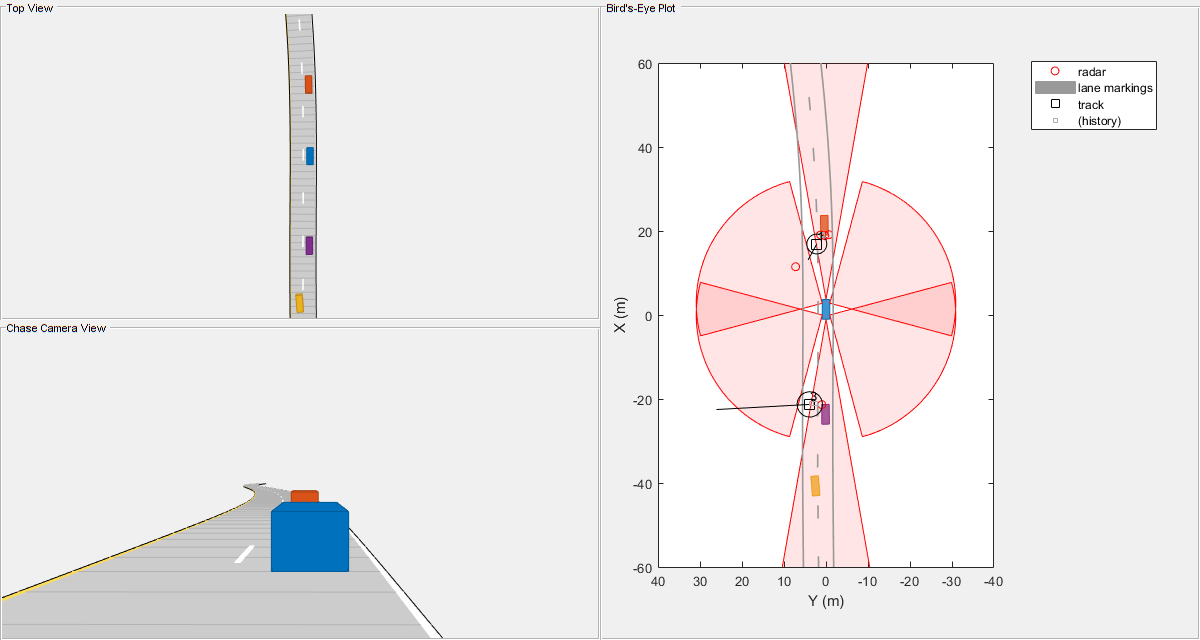 Top View
Chase Camera View
Bird's-Eye Plot
radar
lane markings
track
(history)
60
40
20
0
-20
-40
-60
X (m)
3
40
30
20
10
0
-10
-20
-30
-40
Y (m)